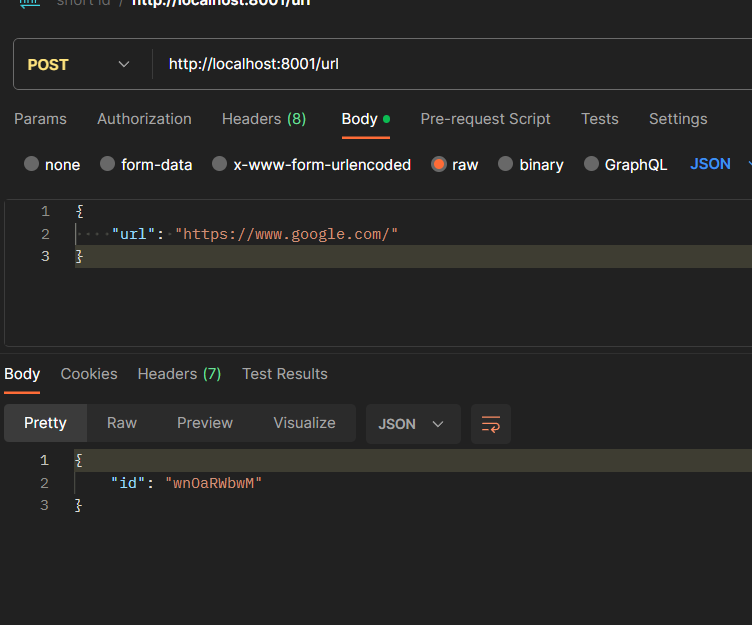 short id / http://localhost:8001/url
POST http://localhost:8001/url
Params Authorization Headers (8) Body Pre-request Script Tests Settings
none form-data x-www-form-urlencoded raw binary GraphQL JSON
1 {
2 "url": "https://www.google.com/"
3 }
Body Cookies Headers (7) Test Results
Pretty Raw Preview Visualize JSON
1 {
2 "id": "wnOaRWbwM"
3 }